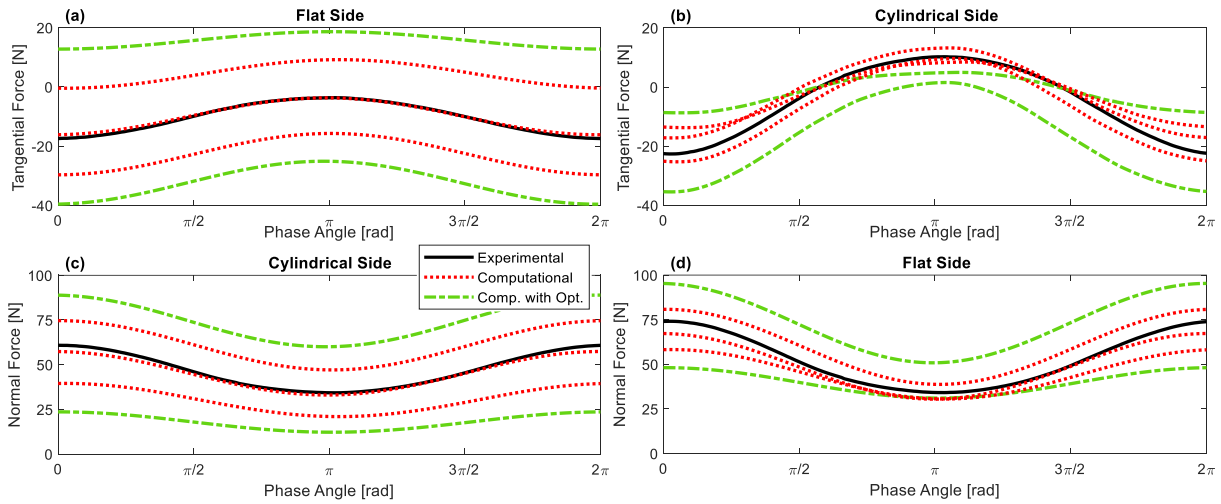 (a) Flat Side
Tangential Force [N]
20
0
-20
-40
0 π/2 π 3π/2 2π
Phase Angle [rad]
(b) Cylindrical Side
Tangential Force [N]
20
0
-20
-40
0 π/2 π 3π/2 2π
Phase Angle [rad]
(c) Cylindrical Side
Normal Force [N]
100
75
50
25
0
0 π/2 π 3π/2 2π
Phase Angle [rad]
Experimental
Computational
Comp. with Opt.
(d) Flat Side
Normal Force [N]
100
75
50
25
0
0 π/2 π 3π/2 2π
Phase Angle [rad]